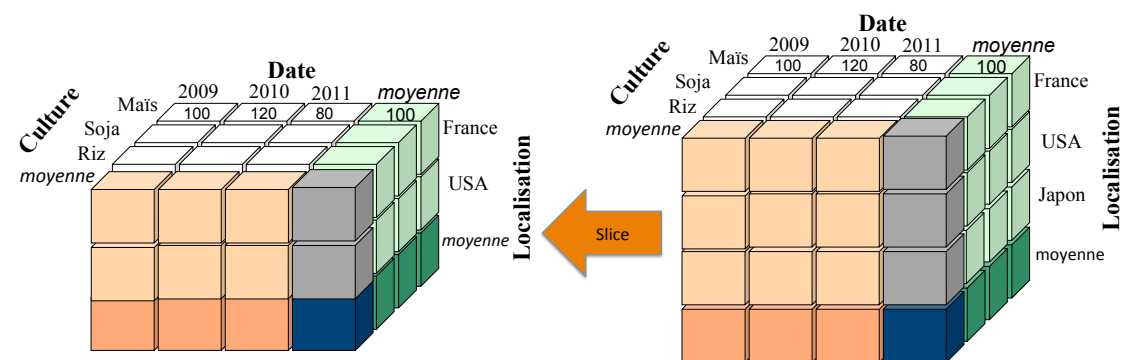 Date
2009 2010 2011 moyenne
100 120 80 100
Culture
Maïs
Soja
Riz
moyenne
France
USA
moyenne
Localisation
Slice
Date
2009 2010 2011 moyenne
100 120 80 100
Culture
Maïs
Soja
Riz
moyenne
France
USA
Japon
moyenne
Localisation